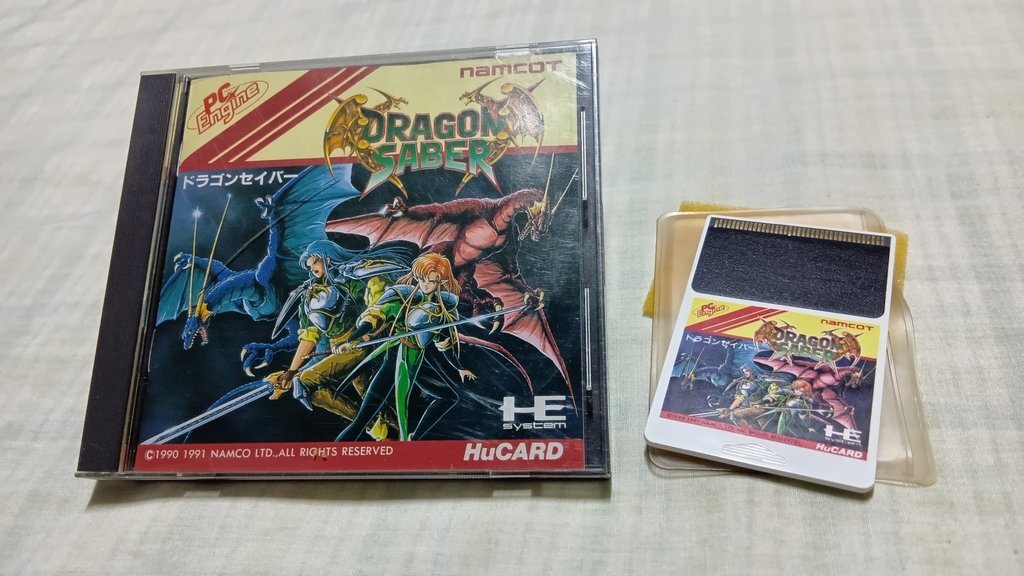 PC Engine
namcot
DRAGON
SABER
ドラゴンセイバー
HE
system
©1990 1991 NAMCO LTD.,ALL RIGHTS RESERVED
HuCARD
PC Engine
namcot
DRAGON
SABER
ドラゴンセイバー
HE
system
HuCARD